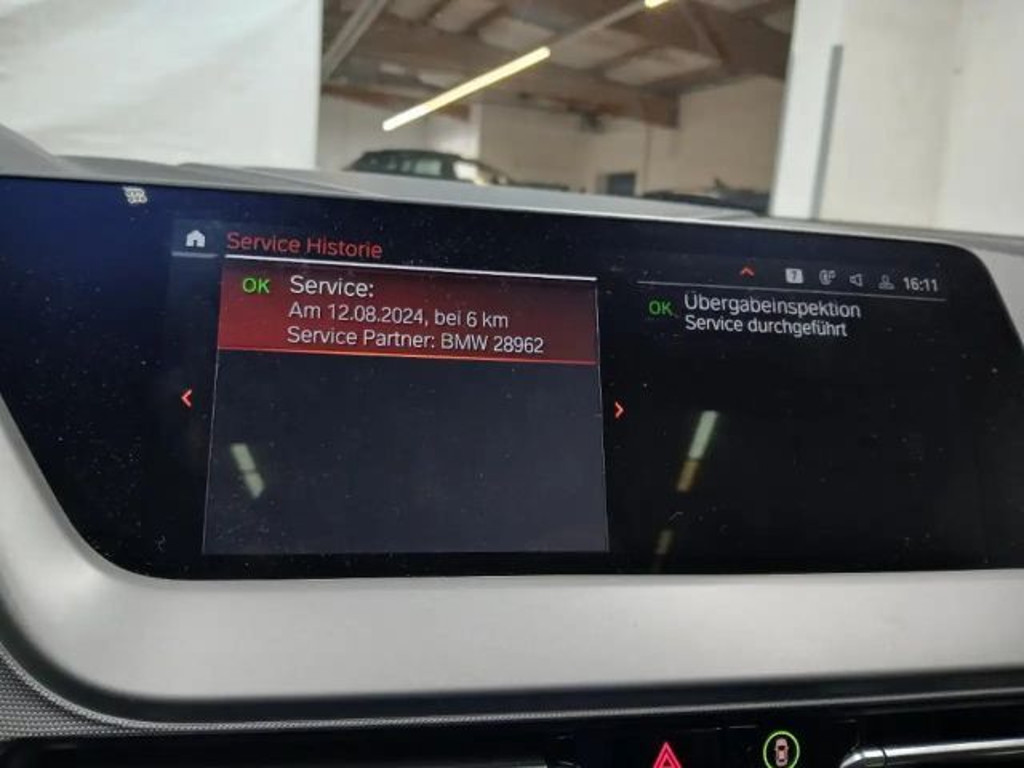 Service Historie
OK Service:
Am 12.08.2024, bei 6 km
Service Partner: BMW 28962
7 16:11
OK Übergabeinspektion
Service durchgeführt